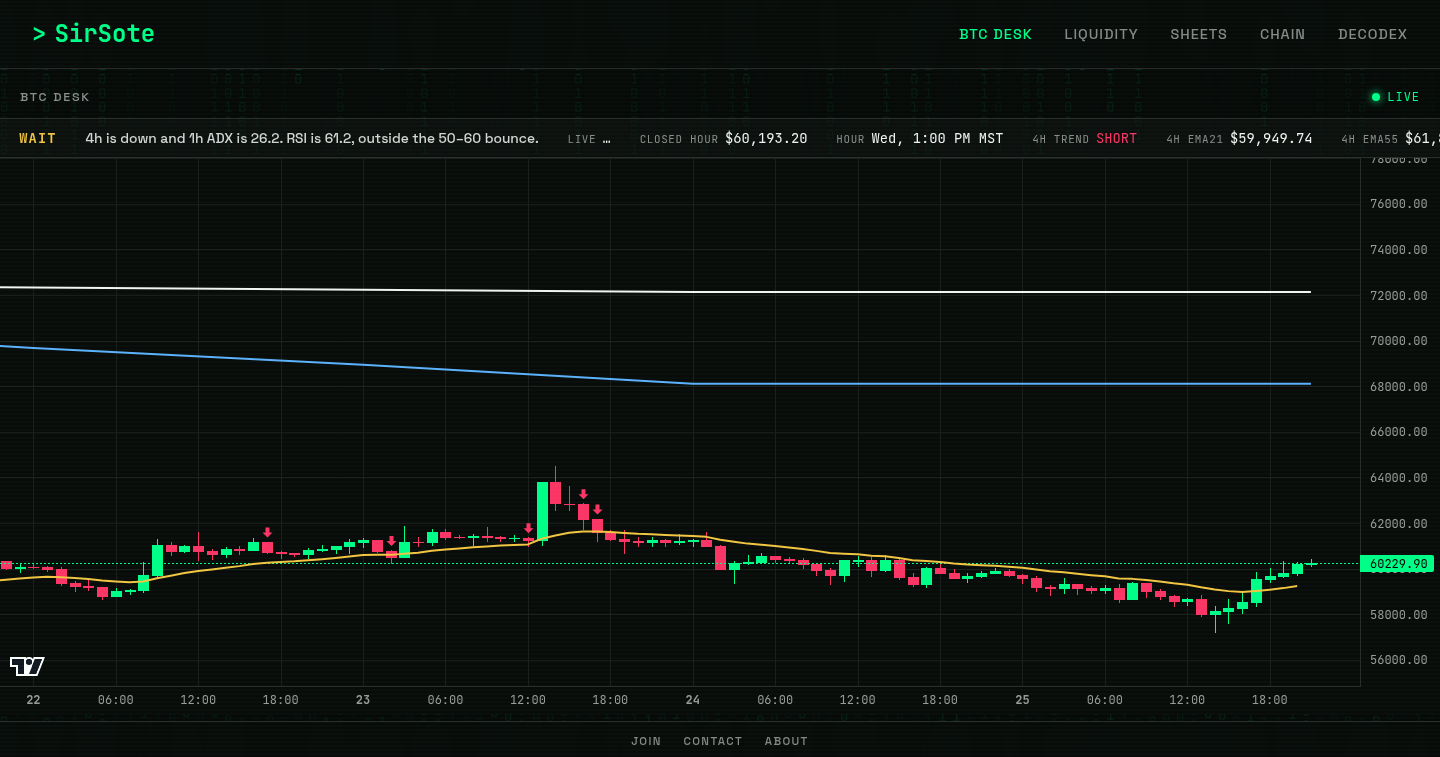 > SirSote
BTC DESK LIQUIDITY SHEETS CHAIN DECODEX
BTC DESK
LIVE
WAIT 4h is down and 1h ADX is 26.2. RSI is 61.2, outside the 50–60 bounce. LIVE … CLOSED HOUR $60,193.20 HOUR Wed, 1:00 PM MST 4H TREND SHORT 4H EMA21 $59,949.74 4H EMA55 $61,8
78000.00
76000.00
74000.00
72000.00
70000.00
68000.00
66000.00
64000.00
62000.00
60229.90
58000.00
56000.00
22 06:00 12:00 18:00 23 06:00 12:00 18:00 24 06:00 12:00 18:00 25 06:00 12:00 18:00
JOIN CONTACT ABOUT